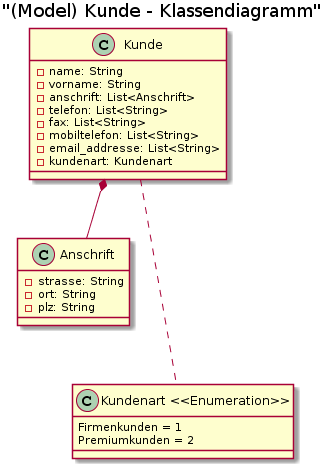 "(Model) Kunde - Klassendiagramm"
C Kunde
name: String
vorname: String
anschrift: List<Anschrift>
telefon: List<String>
fax: List<String>
mobiltelefon: List<String>
email_addresse: List<String>
kundenart: Kundenart
C Anschrift
strasse: String
ort: String
plz: String
C Kundenart <<Enumeration>>
Firmenkunden = 1
Premiumkunden = 2